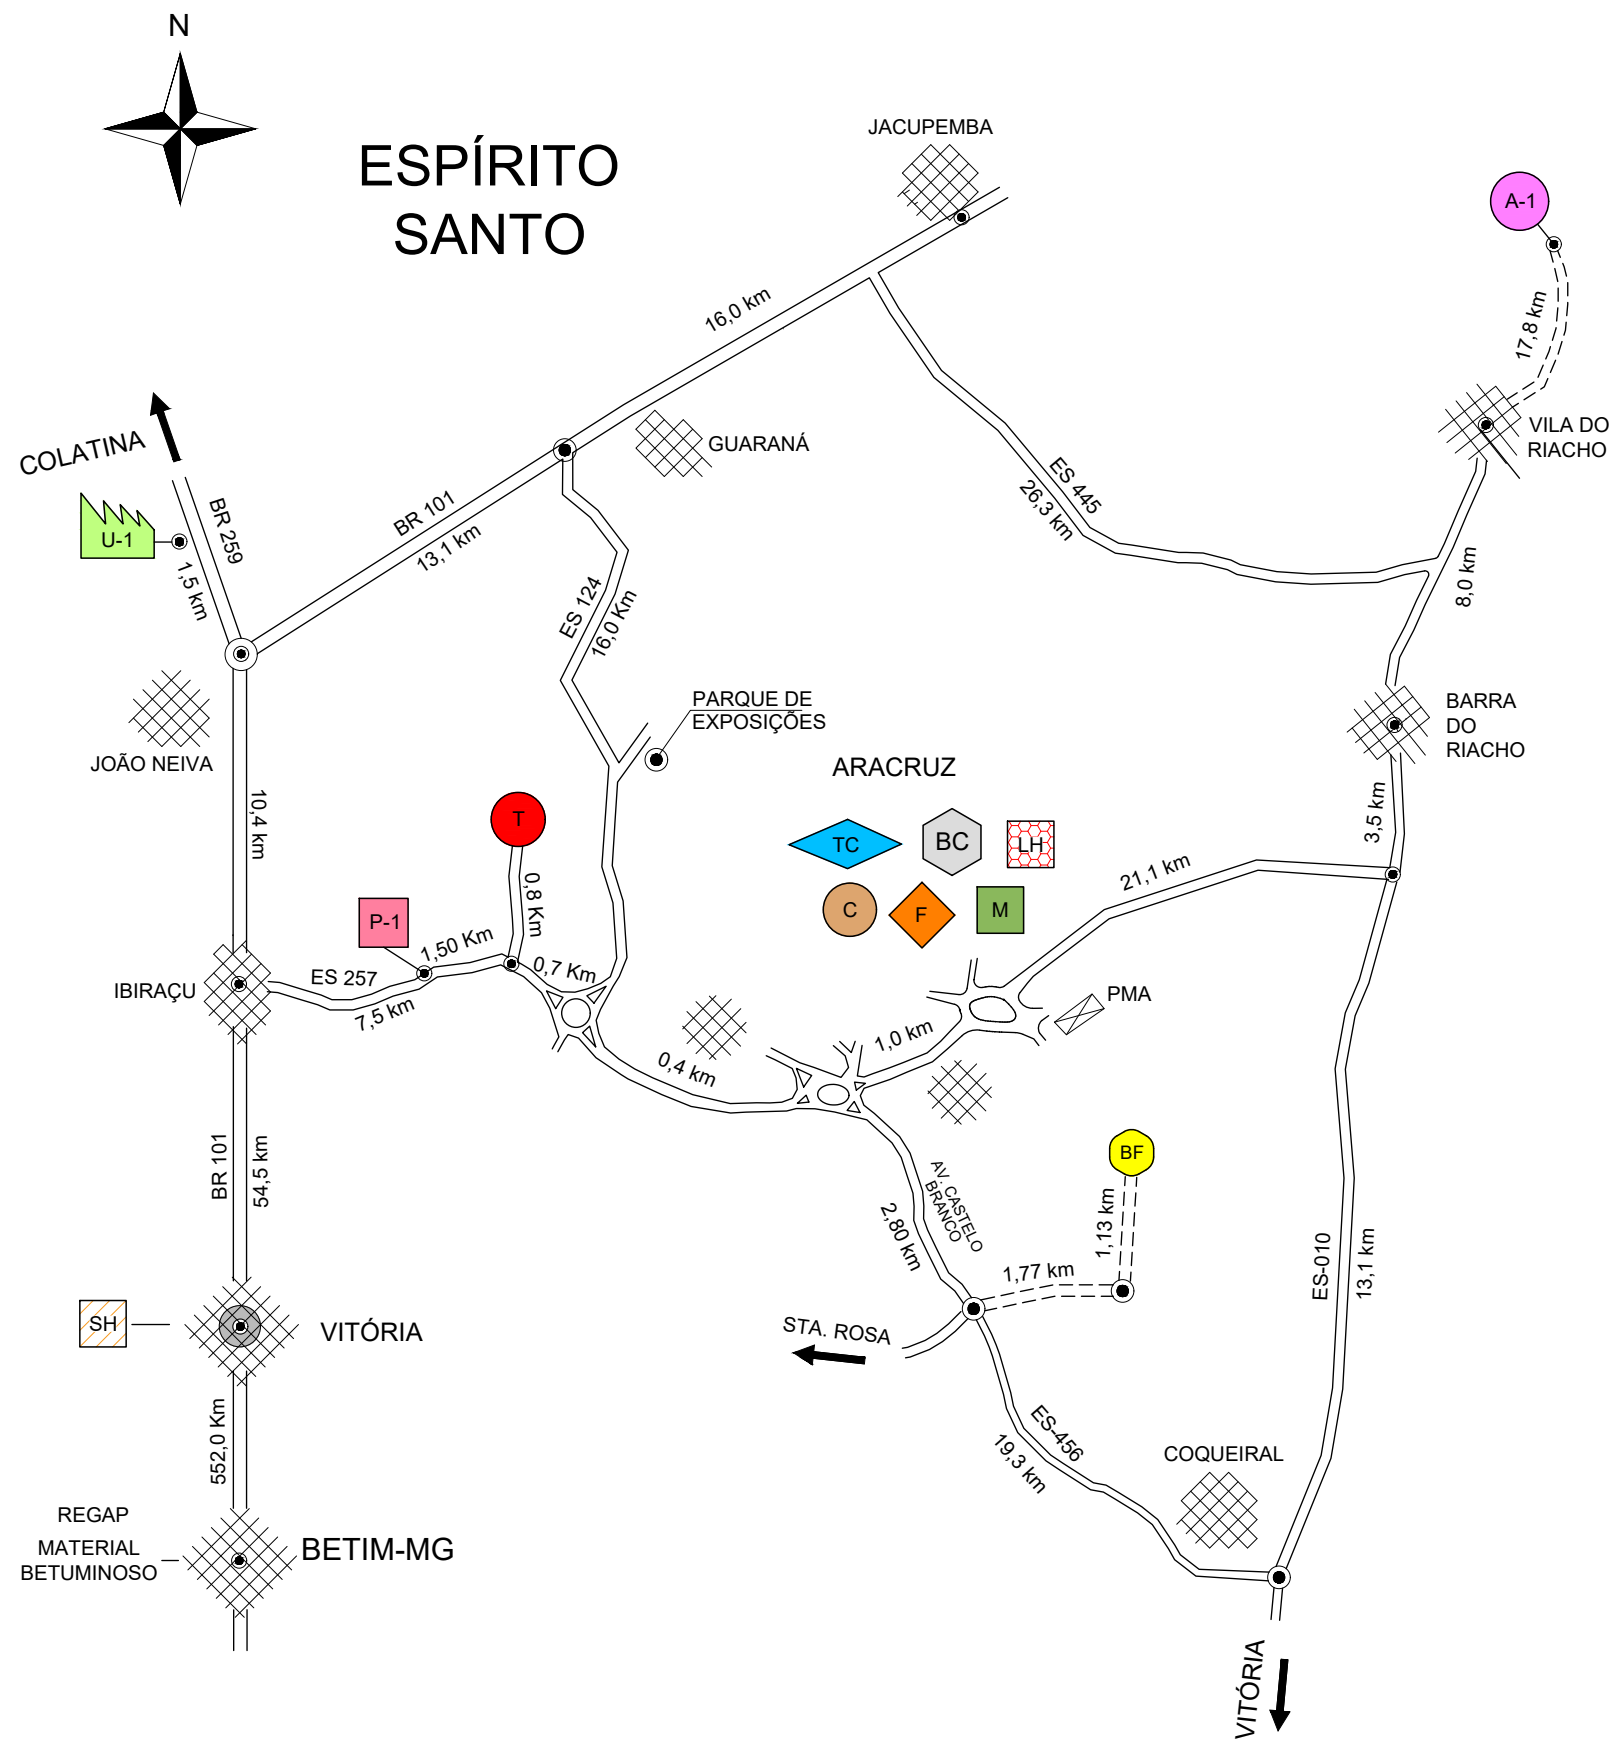 N
ESPÍRITO
SANTO
JACUPEMBA
A-1
16,0 km
17,8 km
COLATINA
GUARANÁ
VILA DO
RIACHO
BR 259
U-1
1,5 km
BR 101
13,1 km
ES 445
26,3 km
ES 124
16,0 Km
8,0 km
JOÃO NEIVA
PARQUE DE
EXPOSIÇÕES
BARRA
DO
RIACHO
ARACRUZ
10,4 km
T
TC
BC
LH
3,5 km
0,8 Km
21,1 km
P-1
C
F
M
1,50 Km
0,7 Km
IBIRAÇU
ES 257
7,5 km
PMA
1,0 km
0,4 km
BR 101
54,5 km
AV. CASTELO
BRANCO
BF
2,80 km
1,13 km
1,77 km
ES-010
13,1 km
SH
VITÓRIA
STA. ROSA
552,0 Km
ES-456
19,3 km
COQUEIRAL
REGAP
MATERIAL
BETUMINOSO
BETIM-MG
VITÓRIA